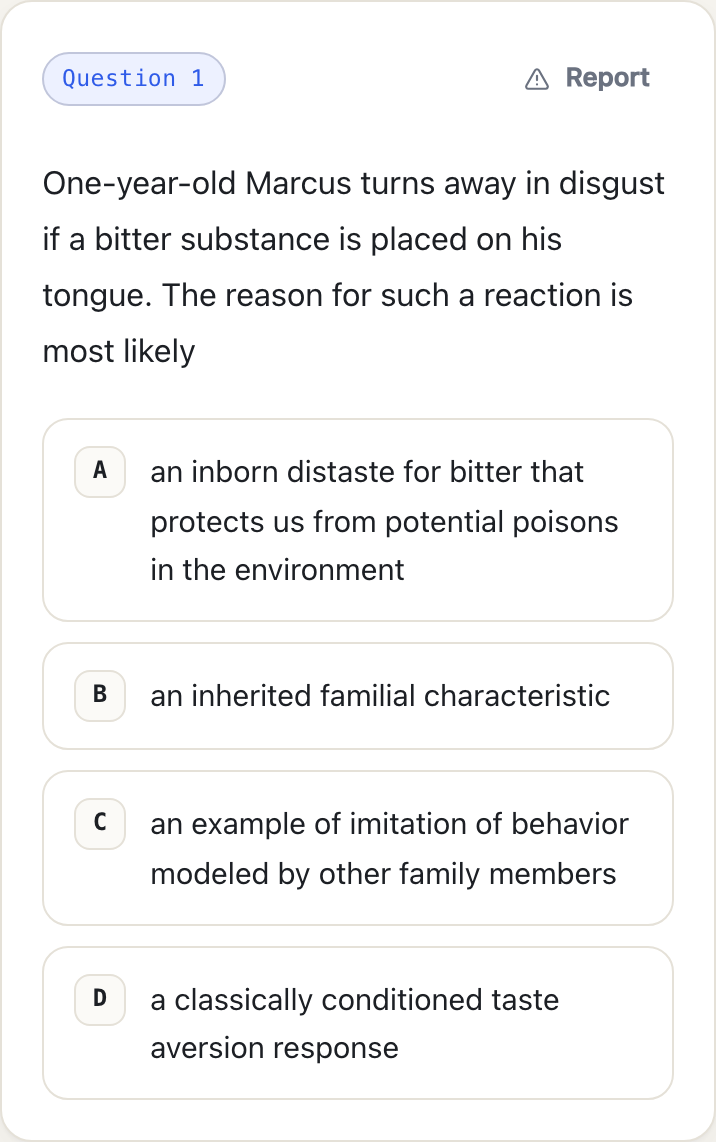 Question 1
Report
One-year-old Marcus turns away in disgust
if a bitter substance is placed on his
tongue. The reason for such a reaction is
most likely
A
an inborn distaste for bitter that
protects us from potential poisons
in the environment
B
an inherited familial characteristic
C
an example of imitation of behavior
modeled by other family members
D
a classically conditioned taste
aversion response